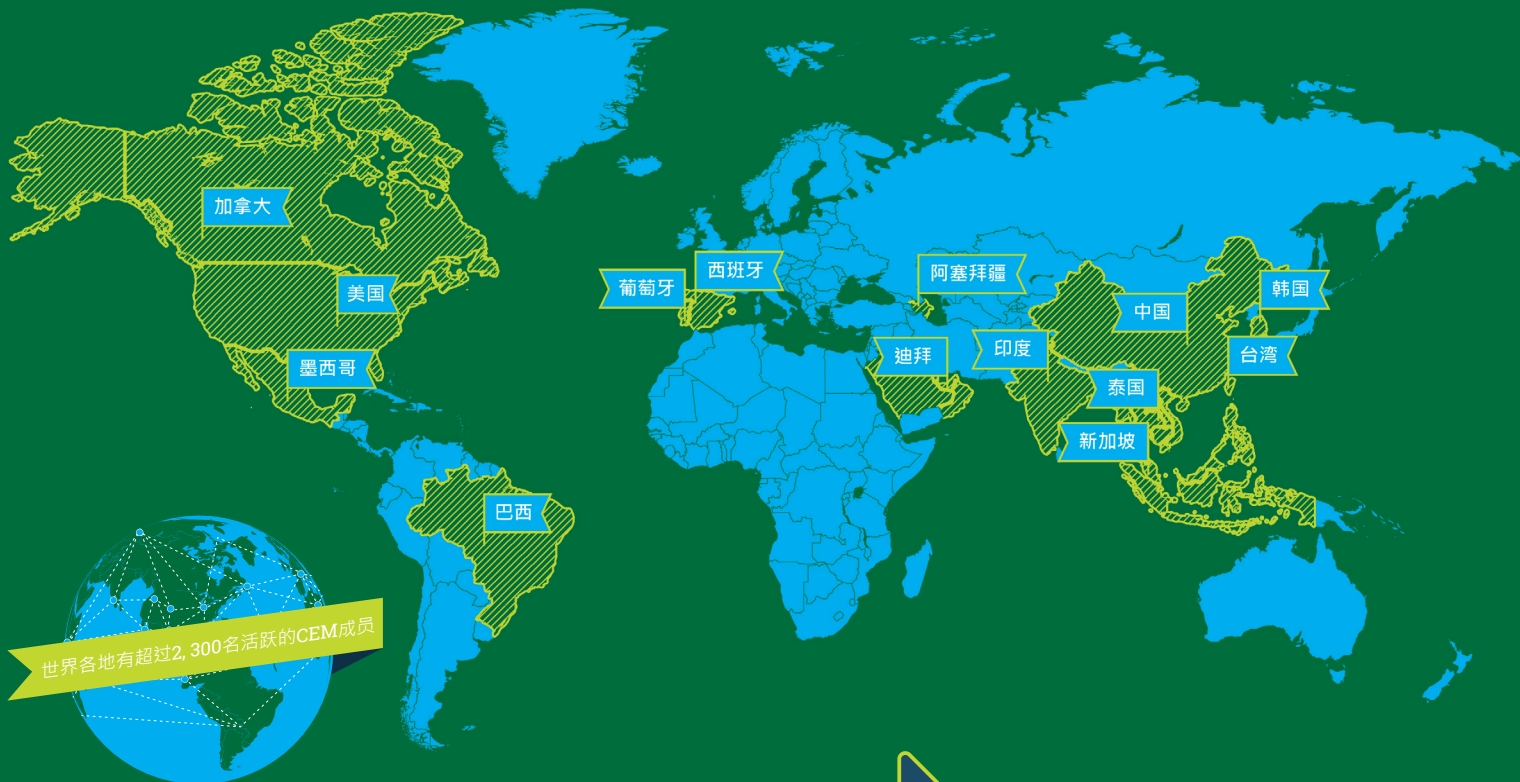 加拿大
美国
墨西哥
巴西
葡萄牙
西班牙
阿塞拜疆
迪拜
印度
中国
韩国
台湾
泰国
新加坡
世界各地有超过2, 300名活跃的CEM成员